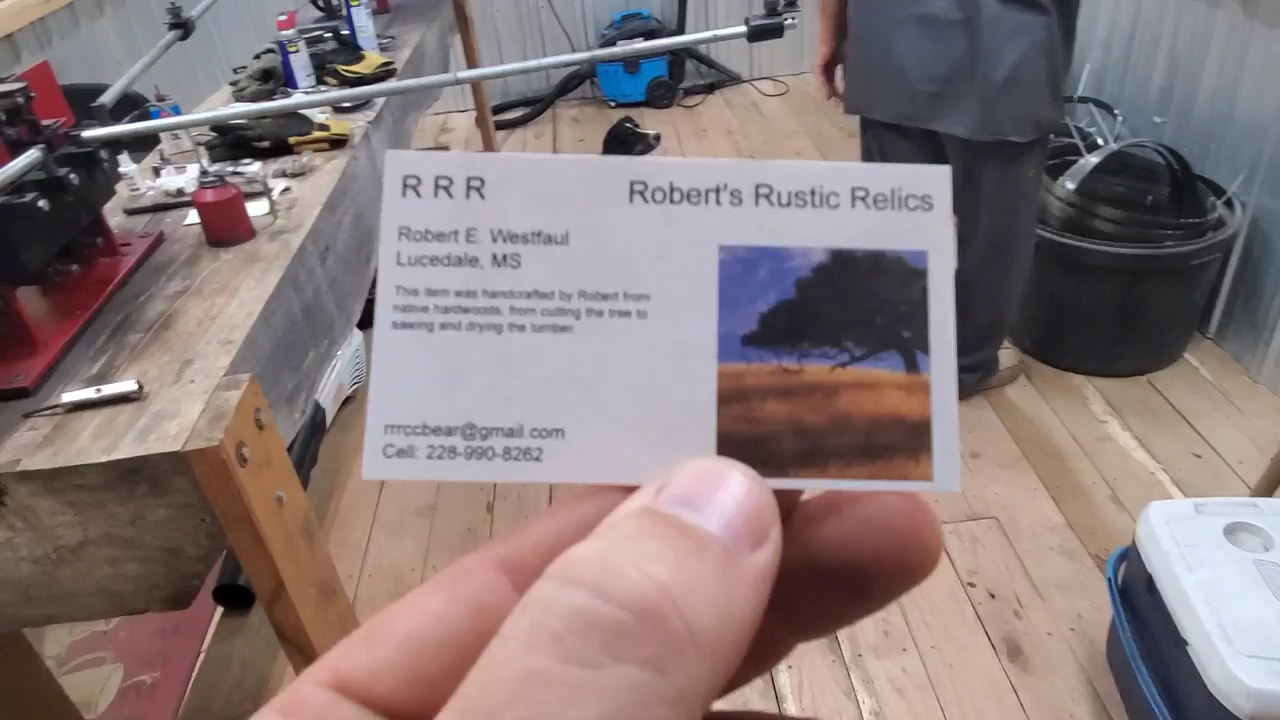 R R R
Robert's Rustic Relics
Robert E. Westfaul
Lucedale, MS
This item was handcrafted by Robert from
native hardwoods, from cutting the tree to
sawing and drying the lumber.
rrrccbear@gmail.com
Cell: 228-990-8262